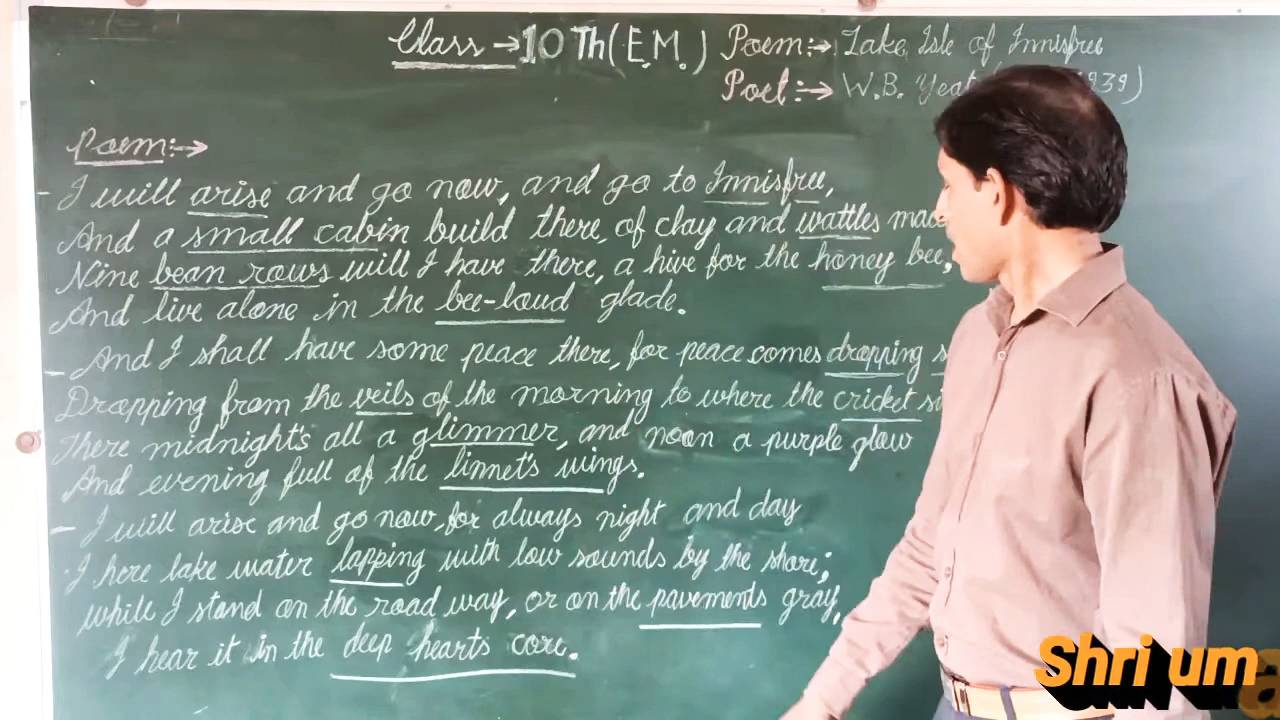 Class → 10 Th (E.M.) Poem:→ Lake Isle of Innisfree
Poet:→ W.B. Yeat 1939)
Poem:→
I will arise and go now, and go to Innisfree,
And a small cabin build there, of clay and wattles mad
Nine bean rows will I have there, a hive for the honey bee,
And live alone in the bee-loud glade.
And I shall have some peace there, for peace comes dropping s
Dropping from the veils of the morning to where the cricket si
There midnight's all a glimmer, and noon a purple glow
And evening full of the linnet's wings.
I will arise and go now, for always night and day
I here lake water lapping with low sounds by the shore;
while I stand on the road way, or on the pavements gray,
I hear it in the deep hearts core.
Shri um